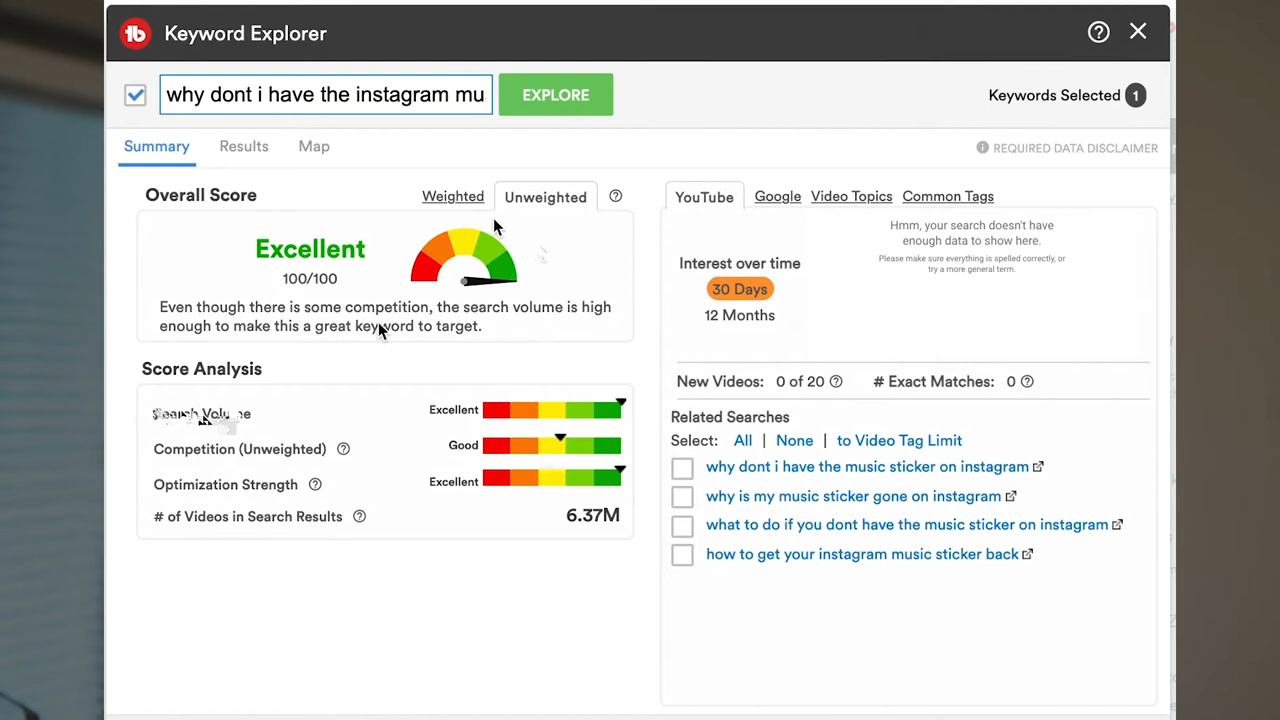 Keyword Explorer
why dont i have the instagram mu
EXPLORE
Keywords Selected 1
Summary
Results
Map
REQUIRED DATA DISCLAIMER
Overall Score
Weighted
Unweighted
Excellent
100/100
Even though there is some competition, the search volume is high
enough to make this a great keyword to target.
Score Analysis
Search Volume
Excellent
Competition (Unweighted)
Good
Optimization Strength
Excellent
# of Videos in Search Results
6.37M
YouTube
Google
Video Topics
Common Tags
Hmm, your search doesn't have
enough data to show here.
Please make sure everything is spelled correctly, or
try a more general term.
Interest over time
30 Days
12 Months
New Videos: 0 of 20
# Exact Matches: 0
Related Searches
Select: All | None | to Video Tag Limit
why dont i have the music sticker on instagram
why is my music sticker gone on instagram
what to do if you dont have the music sticker on instagram
how to get your instagram music sticker back